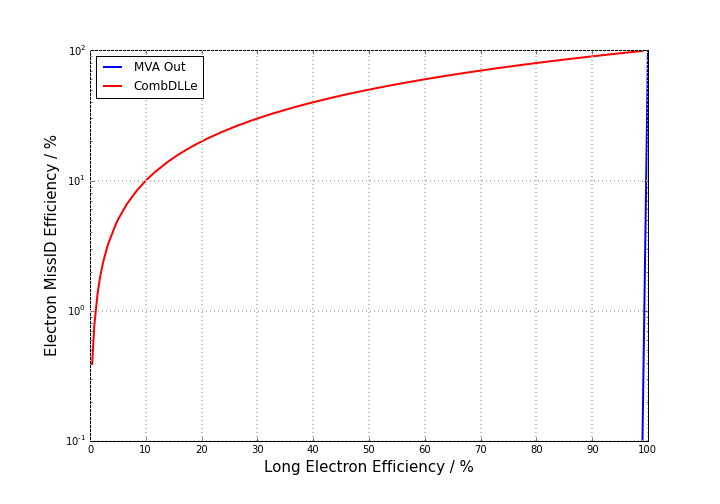 MVA Out
CombDLLe
Electron MissID Efficiency / %
10²
10¹
10⁰
10⁻¹
0 10 20 30 40 50 60 70 80 90 100
Long Electron Efficiency / %